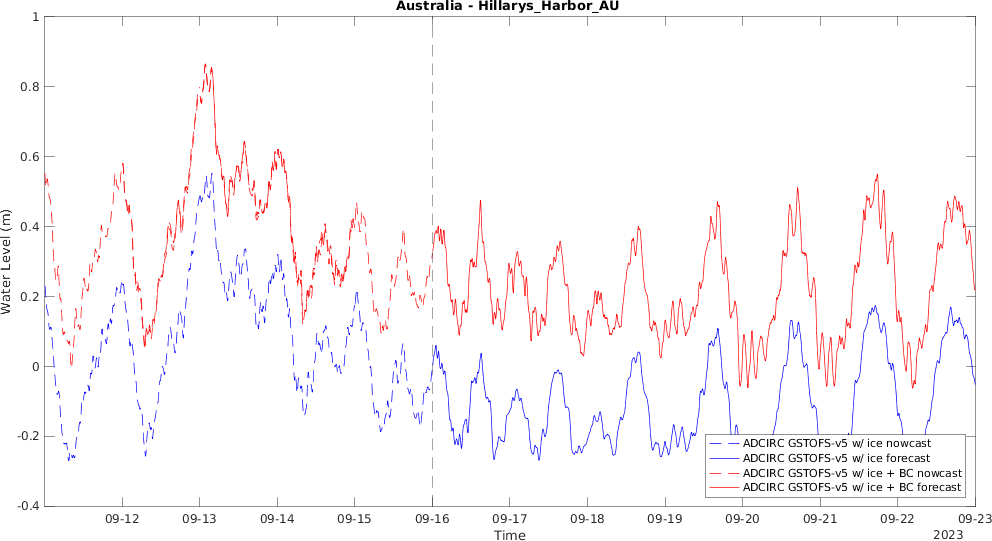 Australia - Hillarys_Harbor_AU
1
0.8
0.6
0.4
0.2
0
-0.2
-0.4
Water Level (m)
ADCIRC GSTOFS-v5 w/ ice nowcast
ADCIRC GSTOFS-v5 w/ ice forecast
ADCIRC GSTOFS-v5 w/ ice + BC nowcast
ADCIRC GSTOFS-v5 w/ ice + BC forecast
09-12 09-13 09-14 09-15 09-16 09-17 09-18 09-19 09-20 09-21 09-22 09-23
Time
2023